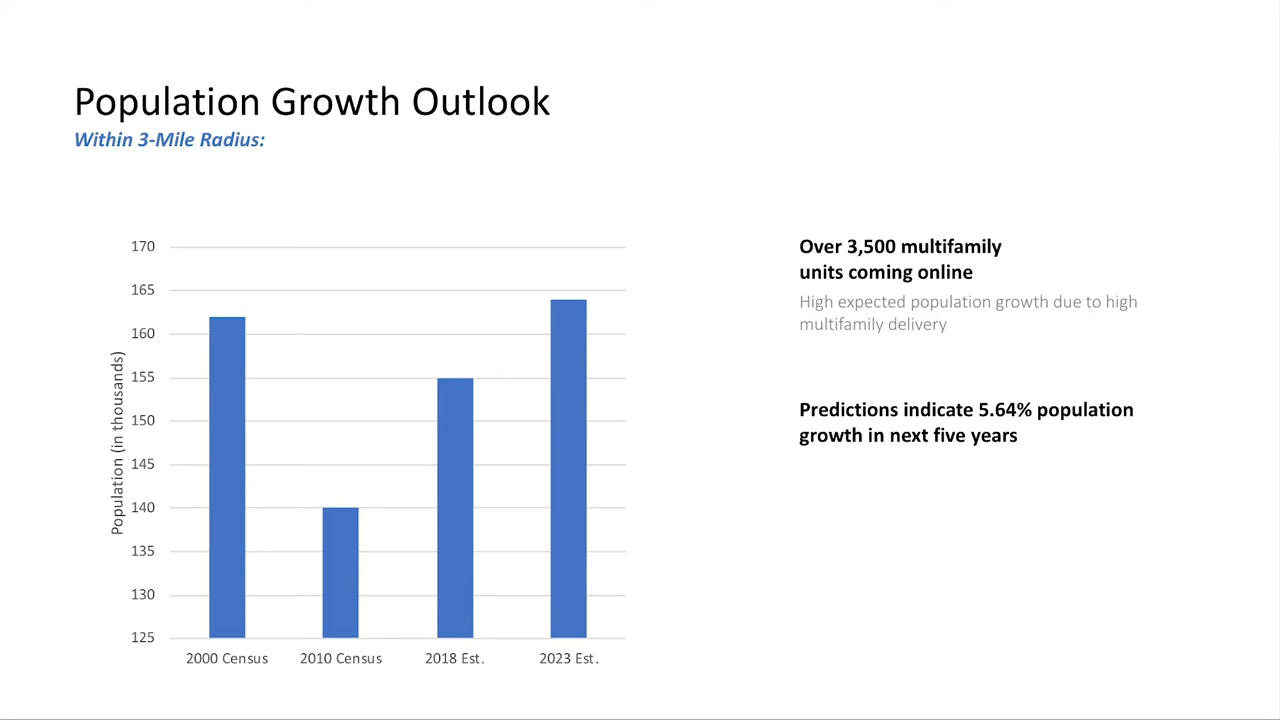 Population Growth Outlook
Within 3-Mile Radius:
Population (in thousands)
170
165
160
155
150
145
140
135
130
125
2000 Census
2010 Census
2018 Est.
2023 Est.
Over 3,500 multifamily
units coming online
High expected population growth due to high
multifamily delivery
Predictions indicate 5.64% population
growth in next five years